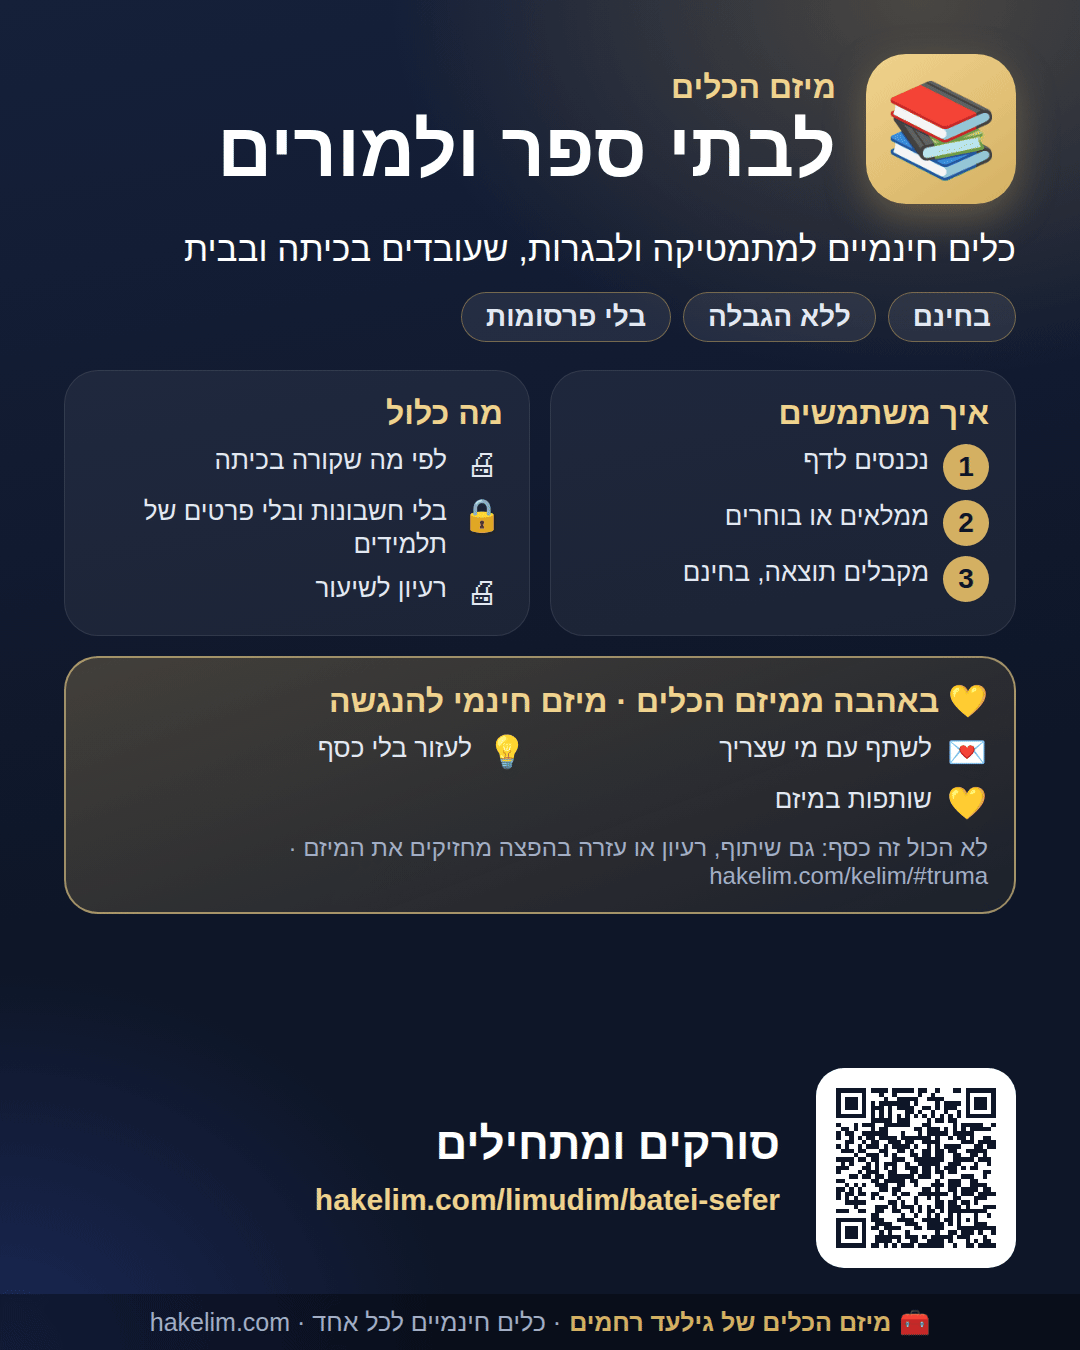 מיזם הכלים
לבתי ספר ולמורים
כלים חינמיים למתמטיקה ולבגרות, שעובדים בכיתה ובבית
בחינם
ללא הגבלה
בלי פרסומות
איך משתמשים
1 נכנסים לדף
2 ממלאים או בוחרים
3 מקבלים תוצאה, בחינם
מה כלול
לפי מה שקורה בכיתה
בלי חשבונות ובלי פרטים של
תלמידים
רעיון לשיעור
💛 באהבה ממיזם הכלים · מיזם חינמי להנגשה
💌 לשתף עם מי שצריך
💡 לעזור בלי כסף
💛 שותפות במיזם
לא הכול זה כסף: גם שיתוף, רעיון או עזרה בהפצה מחזיקים את המיזם ·
hakelim.com/kelim/#truma
סורקים ומתחילים
hakelim.com/limudim/batei-sefer
🧰 מיזם הכלים של גילעד רחמים · כלים חינמיים לכל אחד · hakelim.com